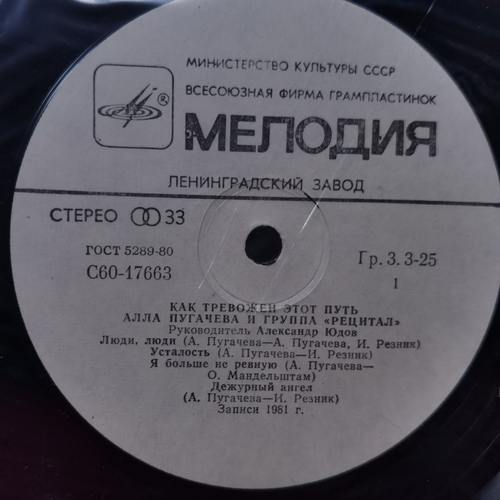 МИНИСТЕРСТВО КУЛЬТУРЫ СССР
ВСЕСОЮЗНАЯ ФИРМА ГРАМПЛАСТИНОК
®
МЕЛОДИЯ
ЛЕНИНГРАДСКИЙ ЗАВОД
СТЕРЕО 33
ГОСТ 5289-80
С60-17663
Гр. 3. 3-25
1
КАК ТРЕВОЖЕН ЭТОТ ПУТЬ
АЛЛА ПУГАЧЕВА И ГРУППА «РЕЦИТАЛ»
Руководитель Александр Юдов
Люди, люди (А. Пугачева—А. Пугачева, И. Резник)
Усталость (А. Пугачева—И. Резник)
Я больше не ревную (А. Пугачева—
О. Мандельштам)
Дежурный ангел
(А. Пугачева—И. Резник)
Записи 1981 г.